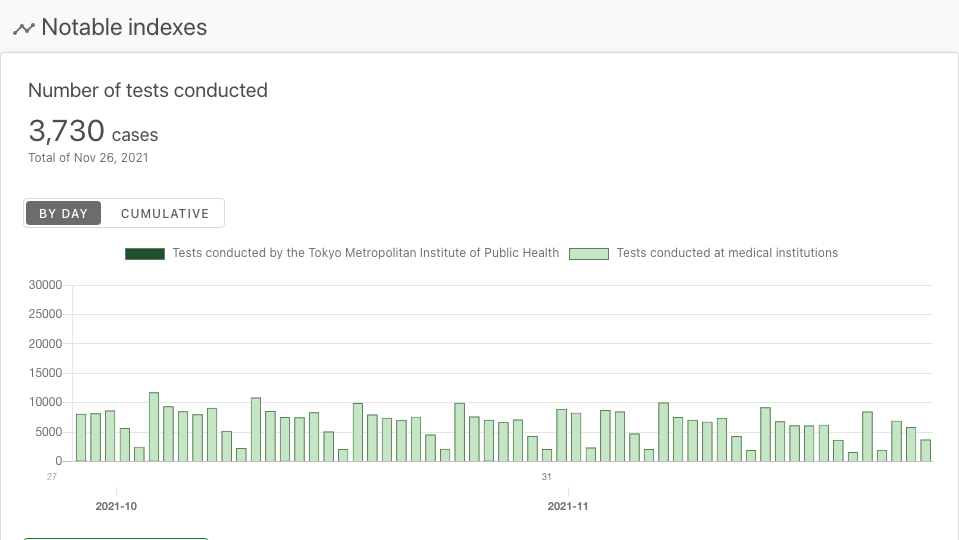 Notable indexes
Number of tests conducted
3,730 cases
Total of Nov 26, 2021
BY DAY CUMULATIVE
Tests conducted by the Tokyo Metropolitan Institute of Public Health Tests conducted at medical institutions
30000
25000
20000
15000
10000
5000
0
27 31
2021-10 2021-11